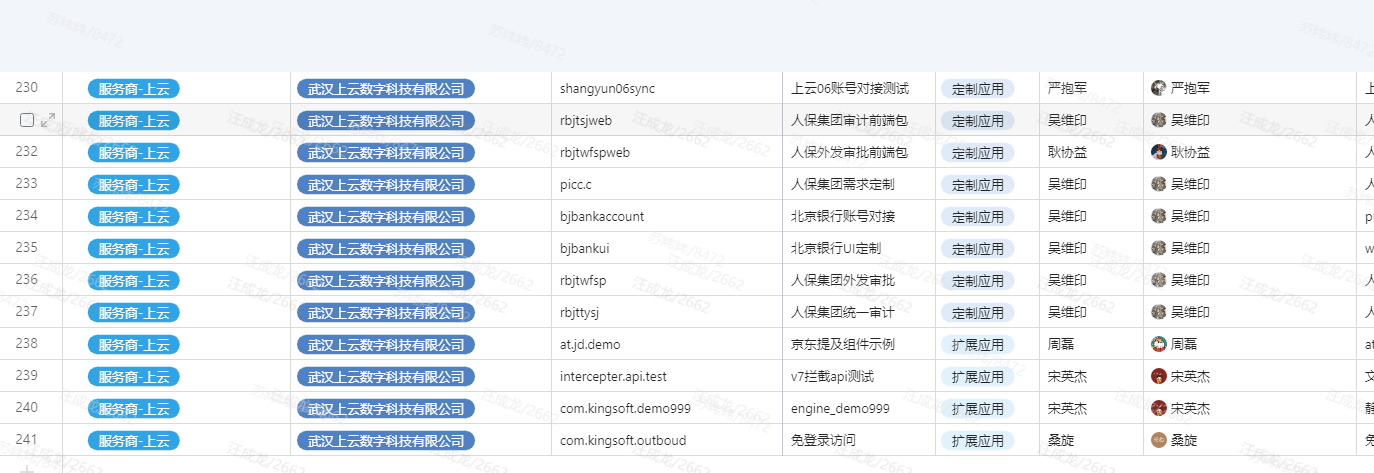 230 服务商-上云 武汉上云数字科技有限公司 shangyun06sync 上云06账号对接测试 定制应用 严抱军 严抱军
服务商-上云 武汉上云数字科技有限公司 rbjtsjweb 人保集团审计前端包 定制应用 吴维印 吴维印
232 服务商-上云 武汉上云数字科技有限公司 rbjtwfspweb 人保外发审批前端包 定制应用 耿协益 耿协益
233 服务商-上云 武汉上云数字科技有限公司 picc.c 人保集团需求定制 定制应用 吴维印 吴维印
234 服务商-上云 武汉上云数字科技有限公司 bjbankaccount 北京银行账号对接 定制应用 吴维印 吴维印
235 服务商-上云 武汉上云数字科技有限公司 bjbankui 北京银行UI定制 定制应用 吴维印 吴维印
236 服务商-上云 武汉上云数字科技有限公司 rbjtwfsp 人保集团外发审批 定制应用 吴维印 吴维印
237 服务商-上云 武汉上云数字科技有限公司 rbjttysj 人保集团统一审计 定制应用 吴维印 吴维印
238 服务商-上云 武汉上云数字科技有限公司 at.jd.demo 京东提及组件示例 扩展应用 周磊 周磊 at
239 服务商-上云 武汉上云数字科技有限公司 intercepter.api.test v7拦截api测试 扩展应用 宋英杰 宋英杰
240 服务商-上云 武汉上云数字科技有限公司 com.kingsoft.demo999 engine_demo999 扩展应用 宋英杰 宋英杰
241 服务商-上云 武汉上云数字科技有限公司 com.kingsoft.outboud 免登录访问 扩展应用 桑旋 桑旋